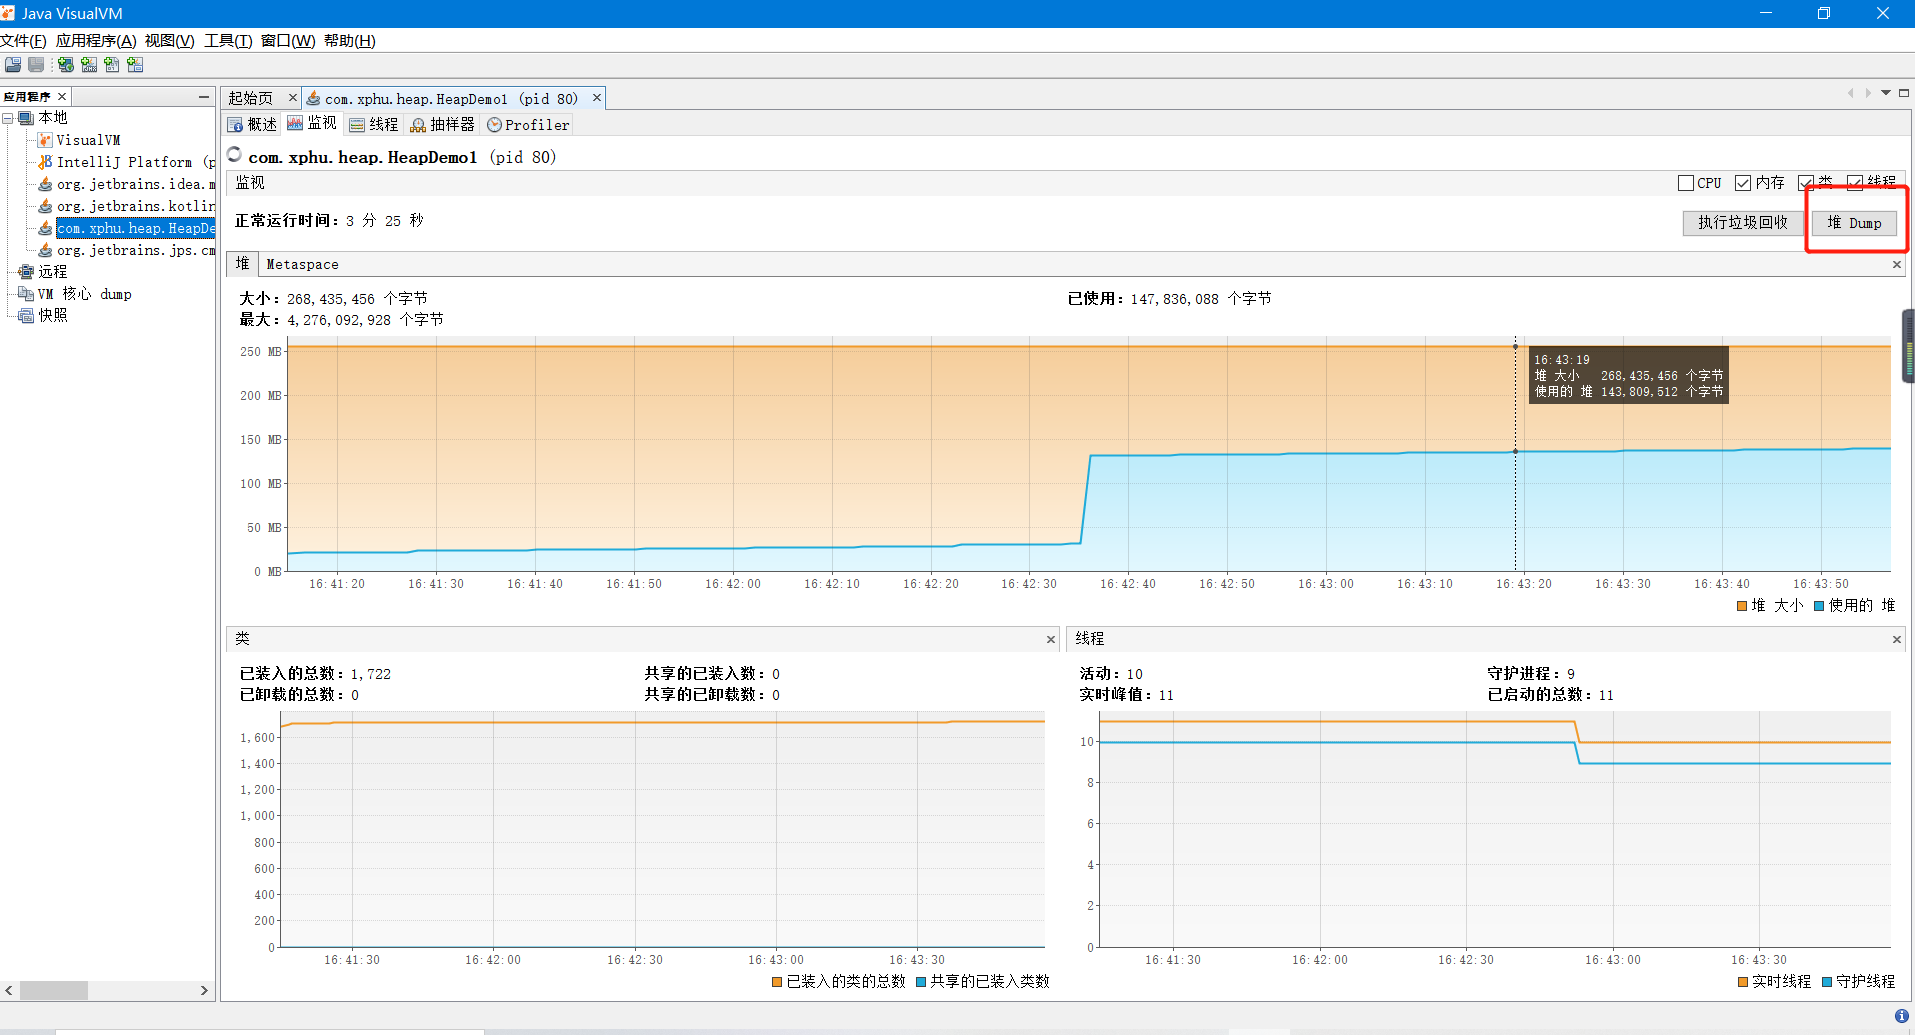 Java VisualVM
文件(F) 应用程序(A) 视图(V) 工具(T) 窗口(W) 帮助(H)
应用程序
本地
VisualVM
IntelliJ Platform (p
org.jetbrains.idea.m
org.jetbrains.kotlin
com.xphu.heap.HeapDe
org.jetbrains.jps.cm
远程
VM 核心 dump
快照
起始页 com.xphu.heap.HeapDemo1 (pid 80)
概述 监视 线程 抽样器 Profiler
com.xphu.heap.HeapDemo1 (pid 80)
监视 CPU 内存 类 线程
正常运行时间：3 分 25 秒 执行垃圾回收 堆 Dump
堆 Metaspace
大小：268,435,456 个字节 已使用：147,836,088 个字节
最大：4,276,092,928 个字节
250 MB
200 MB
150 MB
100 MB
50 MB
0 MB
16:43:19
堆 大小 268,435,456 个字节
使用的 堆 143,809,512 个字节
16:41:20 16:41:30 16:41:40 16:41:50 16:42:00 16:42:10 16:42:20 16:42:30 16:42:40 16:42:50 16:43:00 16:43:10 16:43:20 16:43:30 16:43:40 16:43:50
堆 大小 使用的 堆
类
已装入的总数：1,722 共享的已装入数：0
已卸载的总数：0 共享的已卸载数：0
1,600
1,400
1,200
1,000
800
600
400
200
0
16:41:30 16:42:00 16:42:30 16:43:00 16:43:30
已装入的类的总数 共享的已装入类数
线程
活动：10 守护进程：9
实时峰值：11 已启动的总数：11
10
8
6
4
2
0
16:41:30 16:42:00 16:42:30 16:43:00 16:43:30
实时线程 守护线程